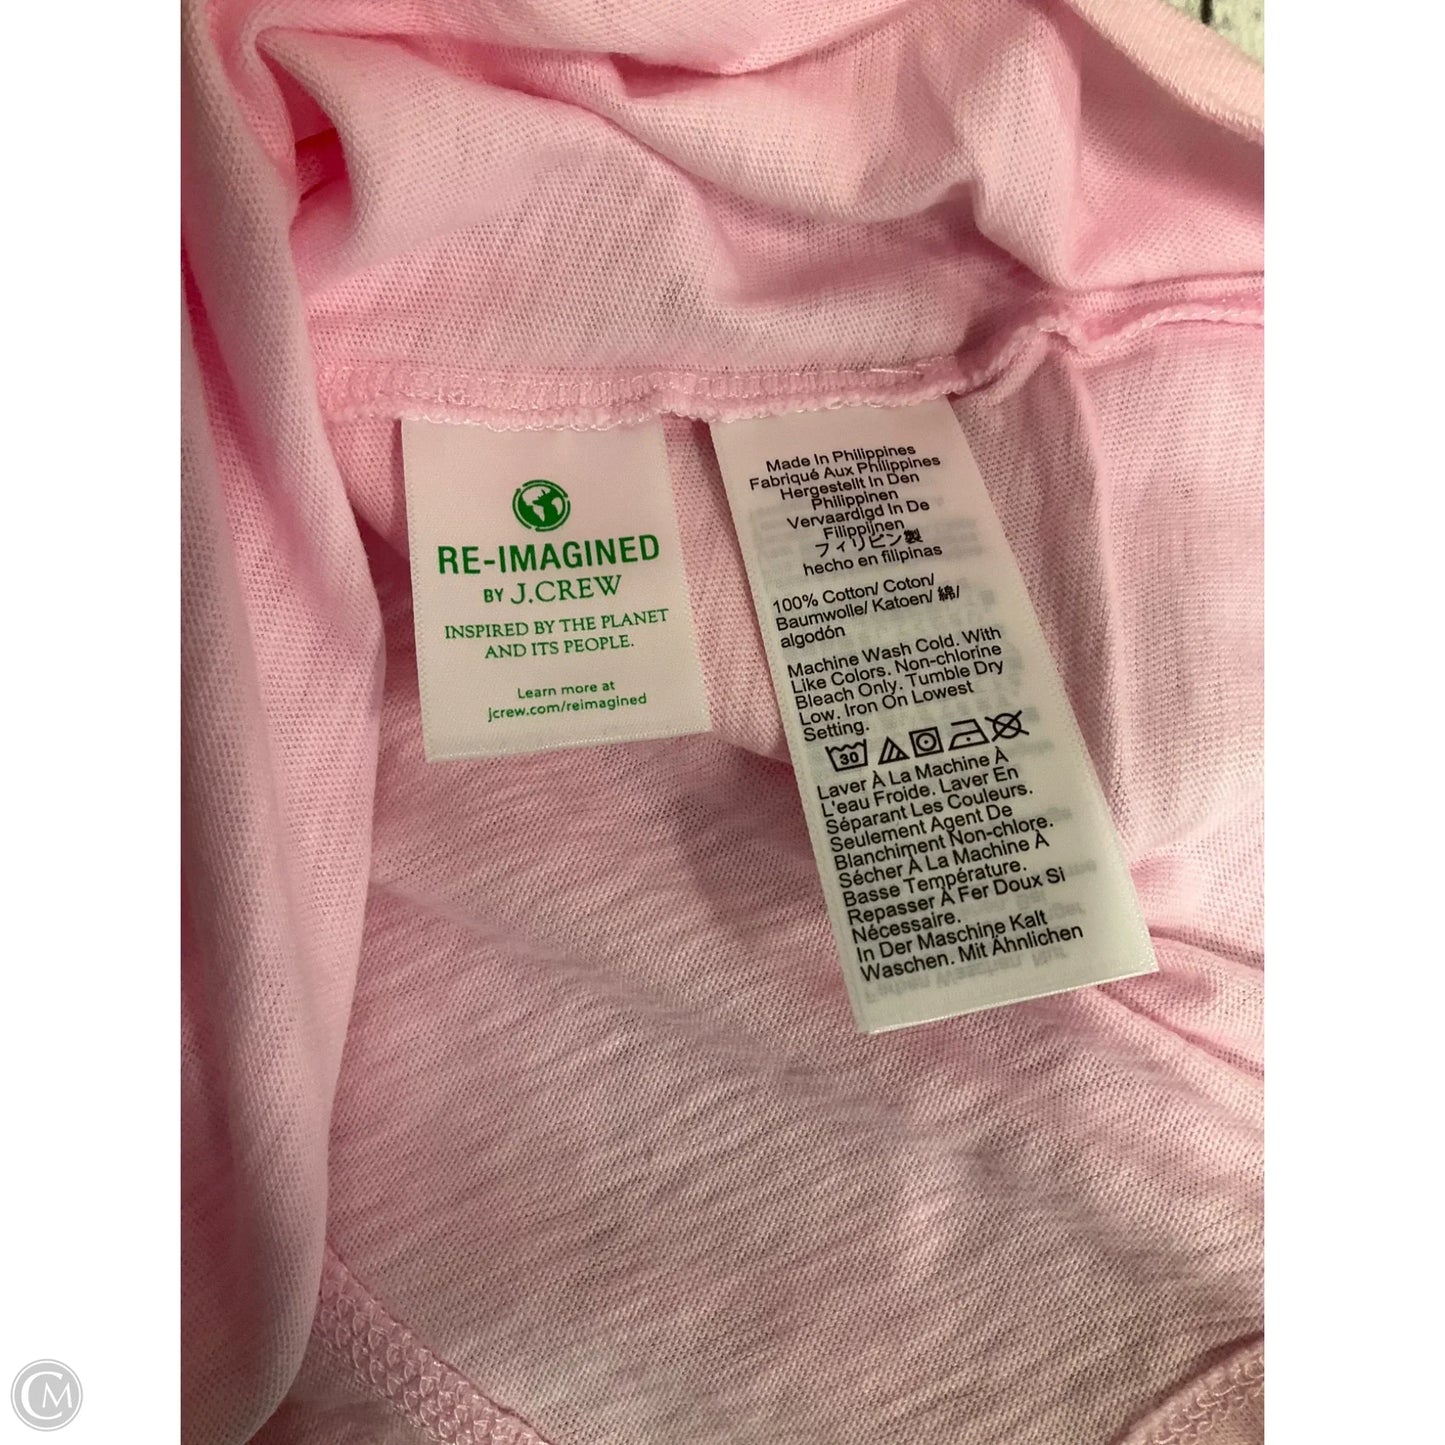 RE-IMAGINED
BY J.CREW
INSPIRED BY THE PLANET
AND ITS PEOPLE.
Learn more at
jcrew.com/reimagined
Made In Philippines
Fabriqué Aux Philippines
Hergestellt In Den
Philippinen
Vervaardigd In De
Filippijnen
フィリピン製
hecho en filipinas
100% Cotton/ Coton/
Baumwolle/ Katoen/ 綿/
algodón
Machine Wash Cold. With
Like Colors. Non-chlorine
Bleach Only. Tumble Dry
Low. Iron On Lowest
Setting.
30
Laver À La Machine À
L'eau Froide. Laver En
Séparant Les Couleurs.
Seulement Agent De
Blanchiment Non-chlore.
Sécher À La Machine À
Basse Température.
Repasser À Fer Doux Si
Nécessaire.
In Der Maschine Kalt
Waschen. Mit Ähnlichen
CM